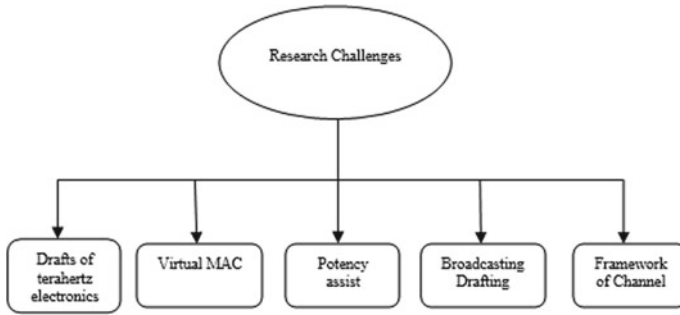 Research Challenges
Drafts of
terahertz
electronics
Virtual MAC
Potency
assist
Broadcasting
Drafting
Framework
of Channel